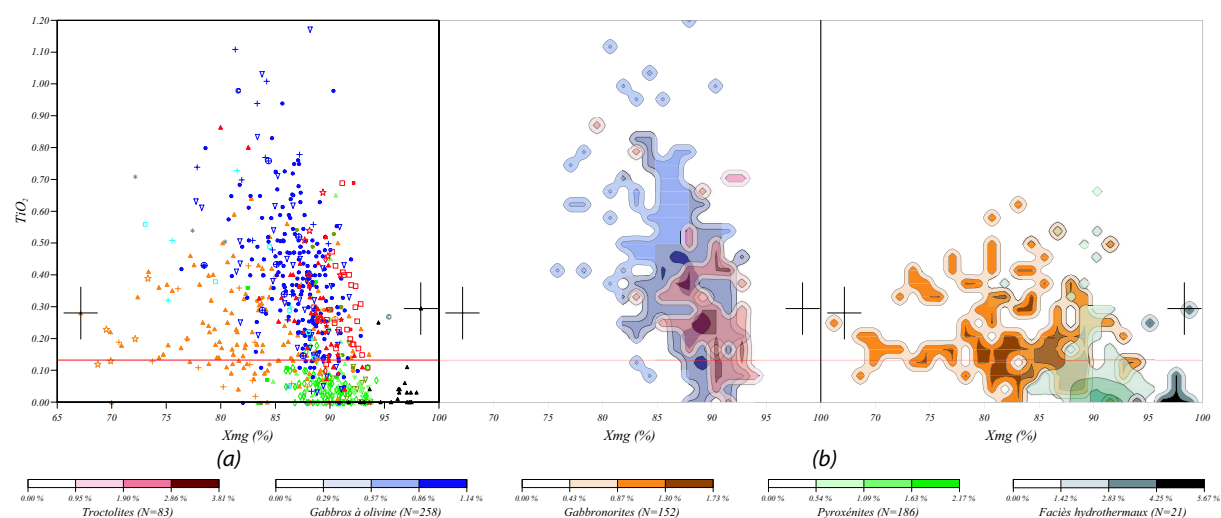 1.20
1.10
1.00
0.90
0.80
0.70
0.60
0.50
0.40
0.30
0.20
0.10
0.00
TiO2
65 70 75 80 85 90 95 100
Xmg (%)
(a)
70 75 80 85 90 95 100
Xmg (%)
(b)
70 75 80 85 90 95 100
Xmg (%)
0.00 % 0.95 % 1.90 % 2.86 % 3.81 %
Troctolites (N=83)
0.00 % 0.29 % 0.57 % 0.86 % 1.14 %
Gabbros à olivine (N=258)
0.00 % 0.43 % 0.87 % 1.30 % 1.73 %
Gabbronorites (N=152)
0.00 % 0.54 % 1.09 % 1.63 % 2.17 %
Pyroxénites (N=186)
0.00 % 1.42 % 2.83 % 4.25 % 5.67 %
Faciès hydrothermaux (N=21)